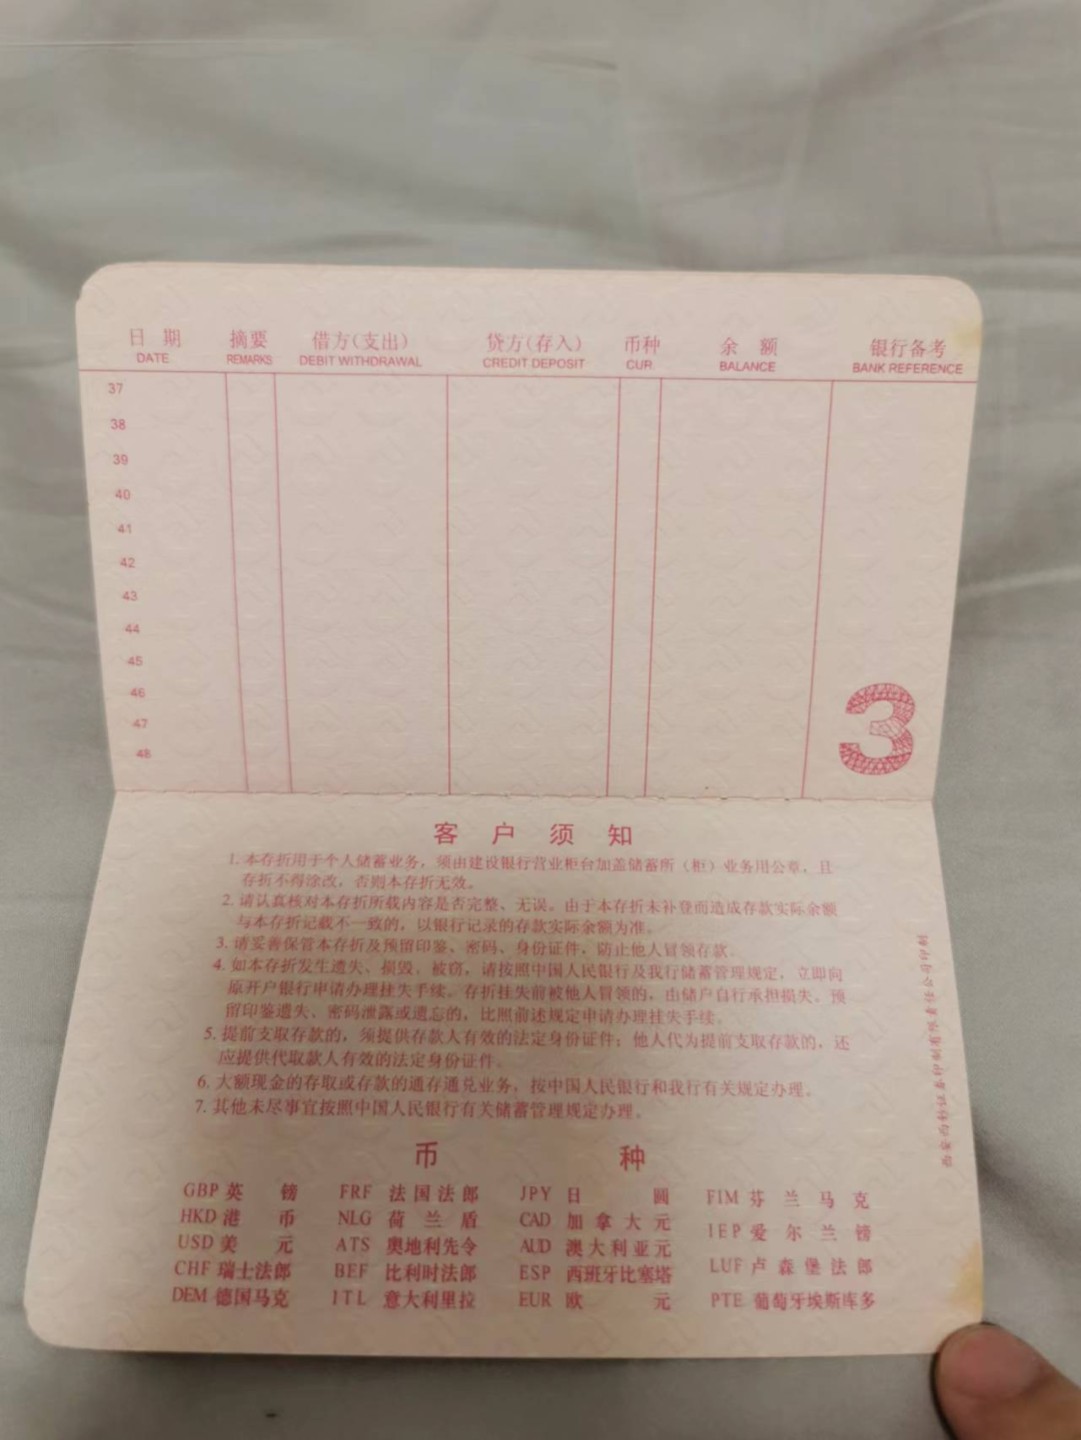 日 期 摘要 借方(支出) 贷方(存入) 币种 余 额 银行备考
DATE REMARKS DEBIT WITHDRAWAL CREDIT DEPOSIT CUR. BALANCE BANK REFERENCE
37
38
39
40
41
42
43
44
45
46
47
48
3
客 户 须 知
1. 本存折用于个人储蓄业务，须由建设银行营业柜台加盖储蓄所（柜）业务用公章，且
存折不得涂改，否则本存折无效。
2. 请认真核对本存折所载内容是否完整、无误。由于本存折未补登而造成存款实际余额
与本存折记载不一致的，以银行记录的存款实际余额为准。
3. 请妥善保管本存折及预留印鉴、密码、身份证件，防止他人冒领存款。
4. 如本存折发生遗失、损毁、被窃，请按照中国人民银行及我行储蓄管理规定，立即向
原开户银行申请办理挂失手续。存折挂失前被他人冒领的，由储户自行承担损失。预
留印鉴遗失、密码泄露或遗忘的，比照前述规定申请办理挂失手续。
5. 提前支取存款的，须提供存款人有效的法定身份证件；他人代为提前支取存款的，还
应提供代取款人有效的法定身份证件。
6. 大额现金的存取或存款的通存通兑业务，按中国人民银行和我行有关规定办理。
7. 其他未尽事宜按照中国人民银行有关储蓄管理规定办理。
币 种
GBP 英 镑 FRF 法国法郎 JPY 日 圆 FIM 芬兰马克
HKD 港 币 NLG 荷兰盾 CAD 加拿大元 IEP 爱尔兰镑
USD 美 元 ATS 奥地利先令 AUD 澳大利亚元 LUF 卢森堡法郎
CHF 瑞士法郎 BEF 比利时法郎 ESP 西班牙比塞塔 PTE 葡萄牙埃斯库多
DEM 德国马克 ITL 意大利里拉 EUR 欧 元
西安西钞证券印制有限责任公司印制